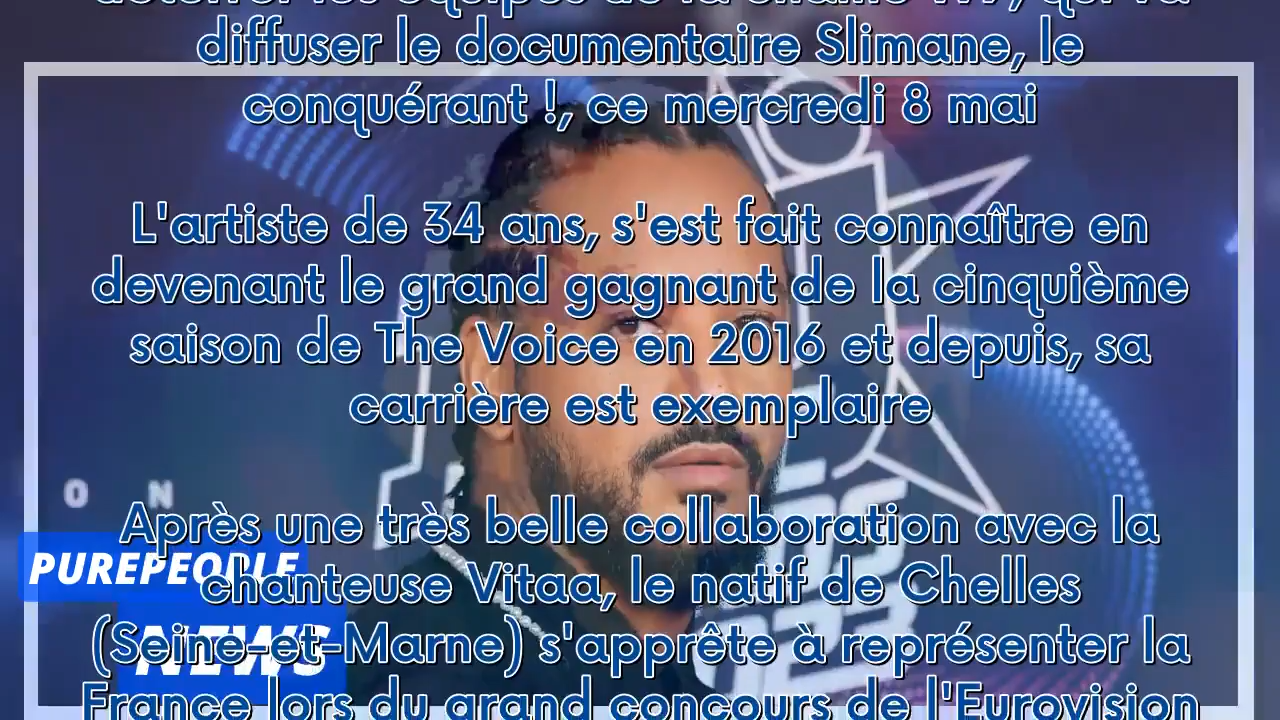 diffuser le documentaire Slimane, le
conquérant !, ce mercredi 8 mai
L'artiste de 34 ans, s'est fait connaître en
devenant le grand gagnant de la cinquième
saison de The Voice en 2016 et depuis, sa
carrière est exemplaire
O N
Après une très belle collaboration avec la
PUREPEOPLE
chanteuse Vitaa, le natif de Chelles
NEWS
(Seine-et-Marne) s'apprête à représenter la
France lors du grand concours de l'Eurovision